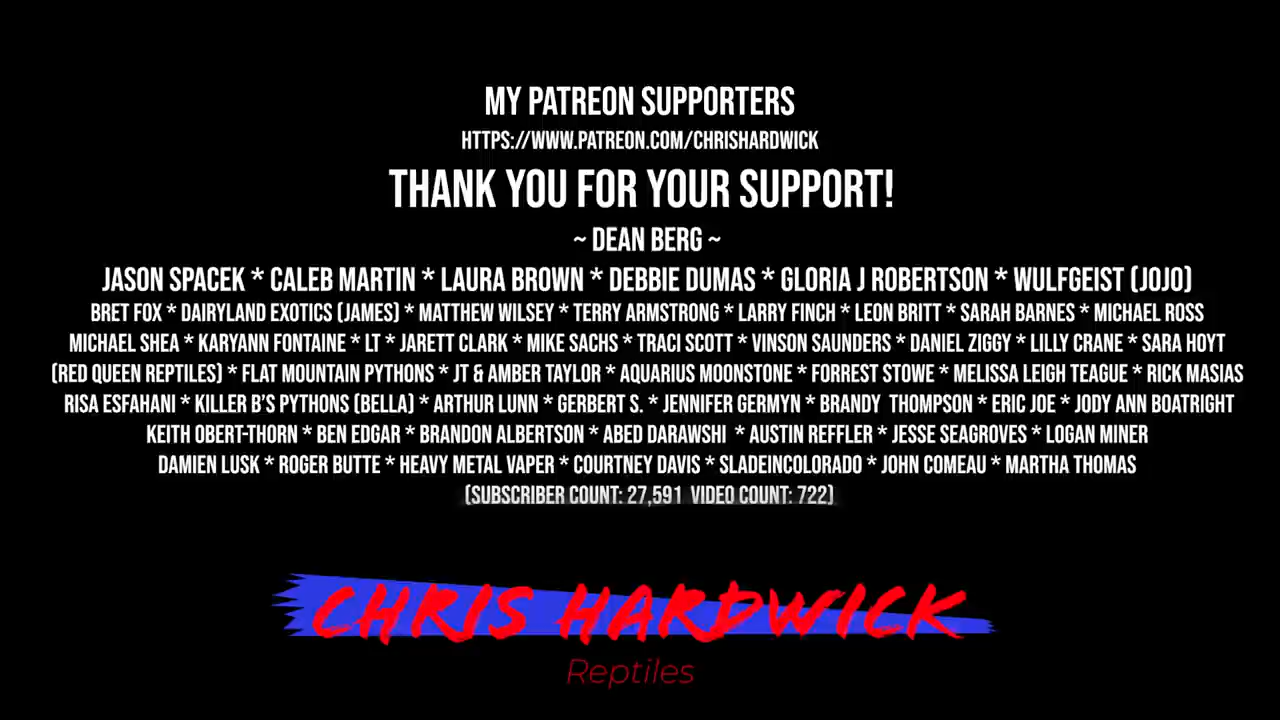 MY PATREON SUPPORTERS
HTTPS://WWW.PATREON.COM/CHRISHARDWICK
THANK YOU FOR YOUR SUPPORT!
~ DEAN BERG ~
JASON SPACEK * CALEB MARTIN * LAURA BROWN * DEBBIE DUMAS * GLORIA J ROBERTSON * WULFGEIST (JOJO)
BRET FOX * DAIRYLAND EXOTICS (JAMES) * MATTHEW WILSEY * TERRY ARMSTRONG * LARRY FINCH * LEON BRITT * SARAH BARNES * MICHAEL ROSS
MICHAEL SHEA * KARYANN FONTAINE * LT * JARETT CLARK * MIKE SACHS * TRACI SCOTT * VINSON SAUNDERS * DANIEL ZIGGY * LILLY CRANE * SARA HOYT
(RED QUEEN REPTILES) * FLAT MOUNTAIN PYTHONS * JT & AMBER TAYLOR * AQUARIUS MOONSTONE * FORREST STOWE * MELISSA LEIGH TEAGUE * RICK MASIAS
RISA ESFAHANI * KILLER B'S PYTHONS (BELLA) * ARTHUR LUNN * GERBERT S. * JENNIFER GERMYN * BRANDY THOMPSON * ERIC JOE * JODY ANN BOATRIGHT
KEITH OBERT-THORN * BEN EDGAR * BRANDON ALBERTSON * ABED DARAWSHI * AUSTIN REFFLER * JESSE SEAGROVES * LOGAN MINER
DAMIEN LUSK * ROGER BUTTE * HEAVY METAL VAPER * COURTNEY DAVIS * SLADEINCOLORADO * JOHN COMEAU * MARTHA THOMAS
(SUBSCRIBER COUNT: 27,591 VIDEO COUNT: 722)
CHRIS HARDWICK
Reptiles